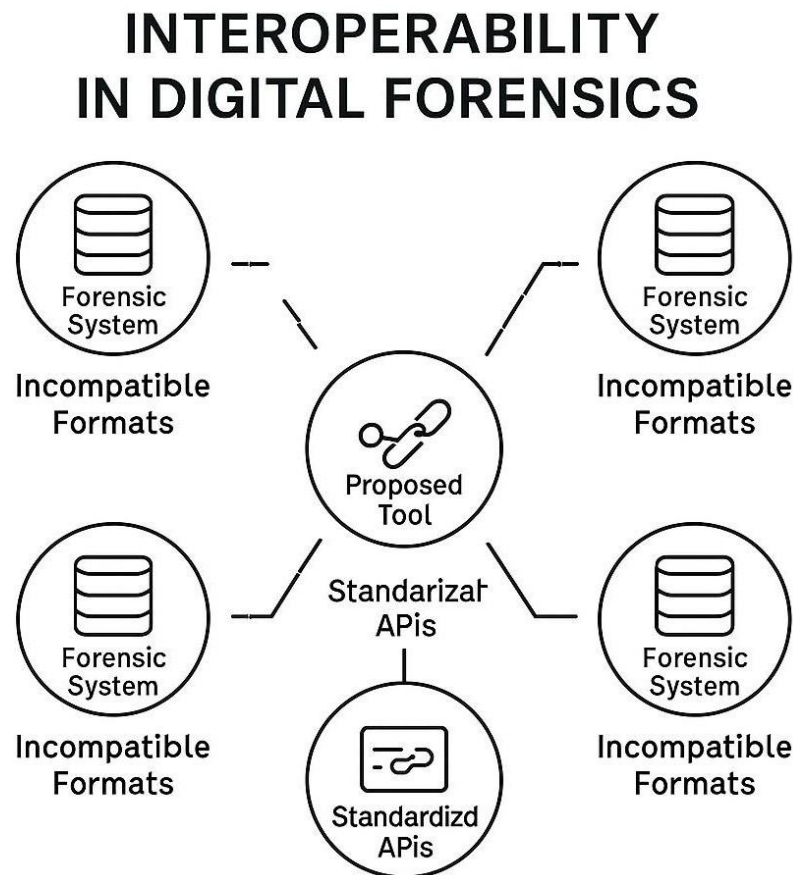 INTEROPERABILITY
IN DIGITAL FORENSICS
Forensic
System
Incompatible
Formats
Forensic
System
Incompatible
Formats
Proposed
Tool
Standarizat
APis
Forensic
System
Incompatible
Formats
Forensic
System
Incompatible
Formats
Standardizd
APis